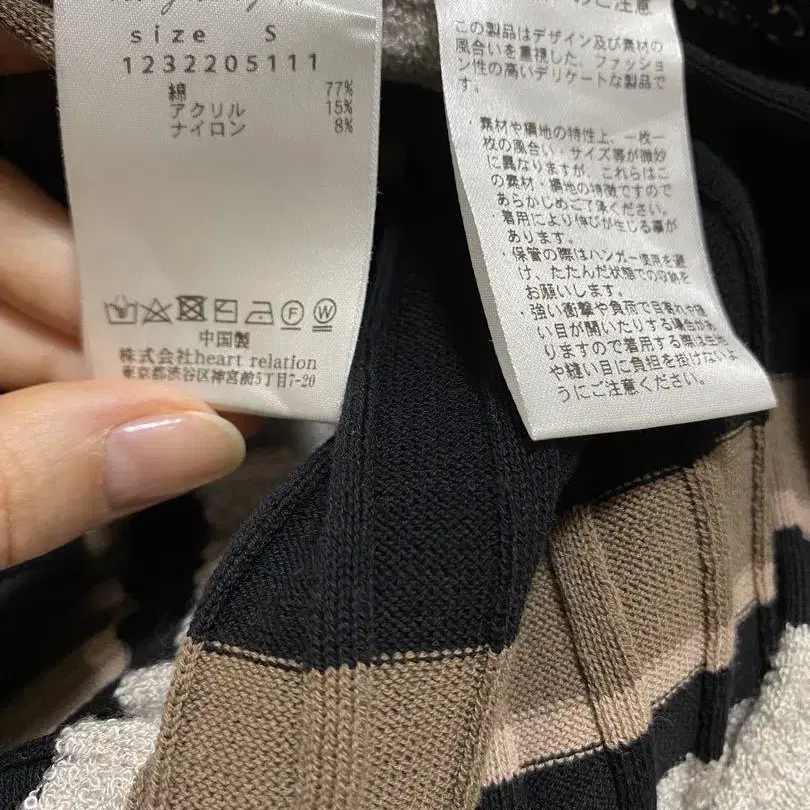 size S
1232205111
綿 77%
アクリル 15%
ナイロン 8%
F W
中国製
株式会社heart relation
東京都渋谷区神宮前5丁目7-20
のご注意
この製品はデザイン及び素材の
風合いを重視した、ファッショ
ン性の高いデリケートな製品で
す。
・素材や編地の特性上、一枚一
枚の風合い・サイズ等が微妙
に異なりますが、これらはこ
の素材・編地の特徴ですので
あらかじめご了承ください。
・着用により伸びが生じる事が
あります。
・保管の際はハンガー使用を避
け、たたんだ状態での収納を
お願いします。
・強い衝撃や負荷で目寄れや縫
い目が開いたりする場合があ
りますので着用する際は生地
や縫い目に負担を掛けないよ
うにご注意ください。